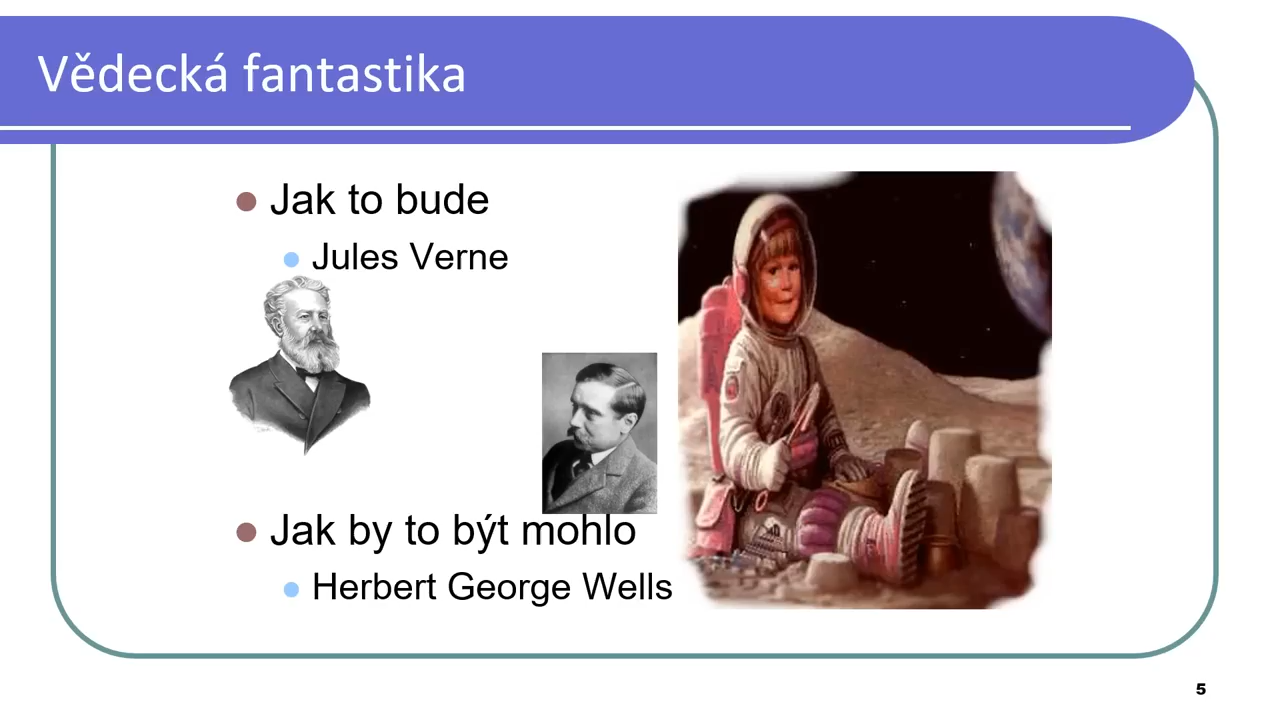 Vědecká fantastika
Jak to bude
Jules Verne
Jak by to být mohlo
Herbert George Wells
5